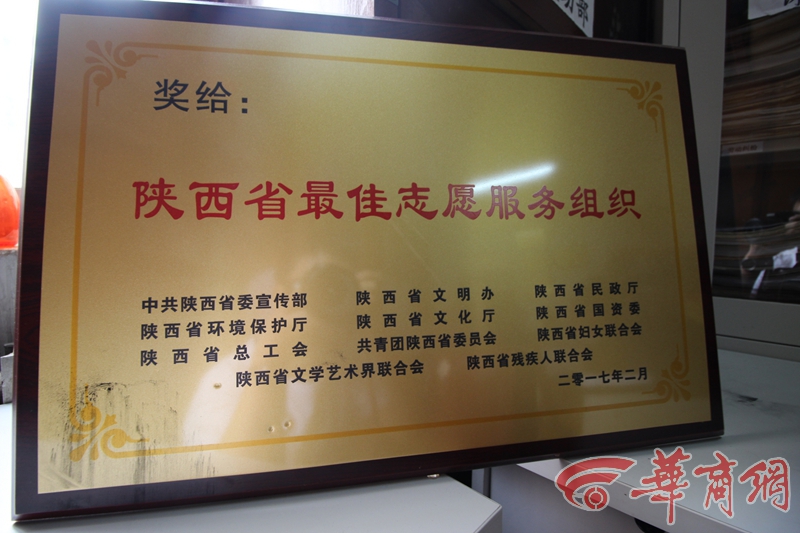 奖给：
陕西省最佳志愿服务组织
中共陕西省委宣传部 陕西省文明办 陕西省民政厅
陕西省环境保护厅 陕西省文化厅 陕西省国资委
陕西省总工会 共青团陕西省委员会 陕西省妇女联合会
陕西省文学艺术界联合会 陕西省残疾人联合会
二零一七年二月
華商網